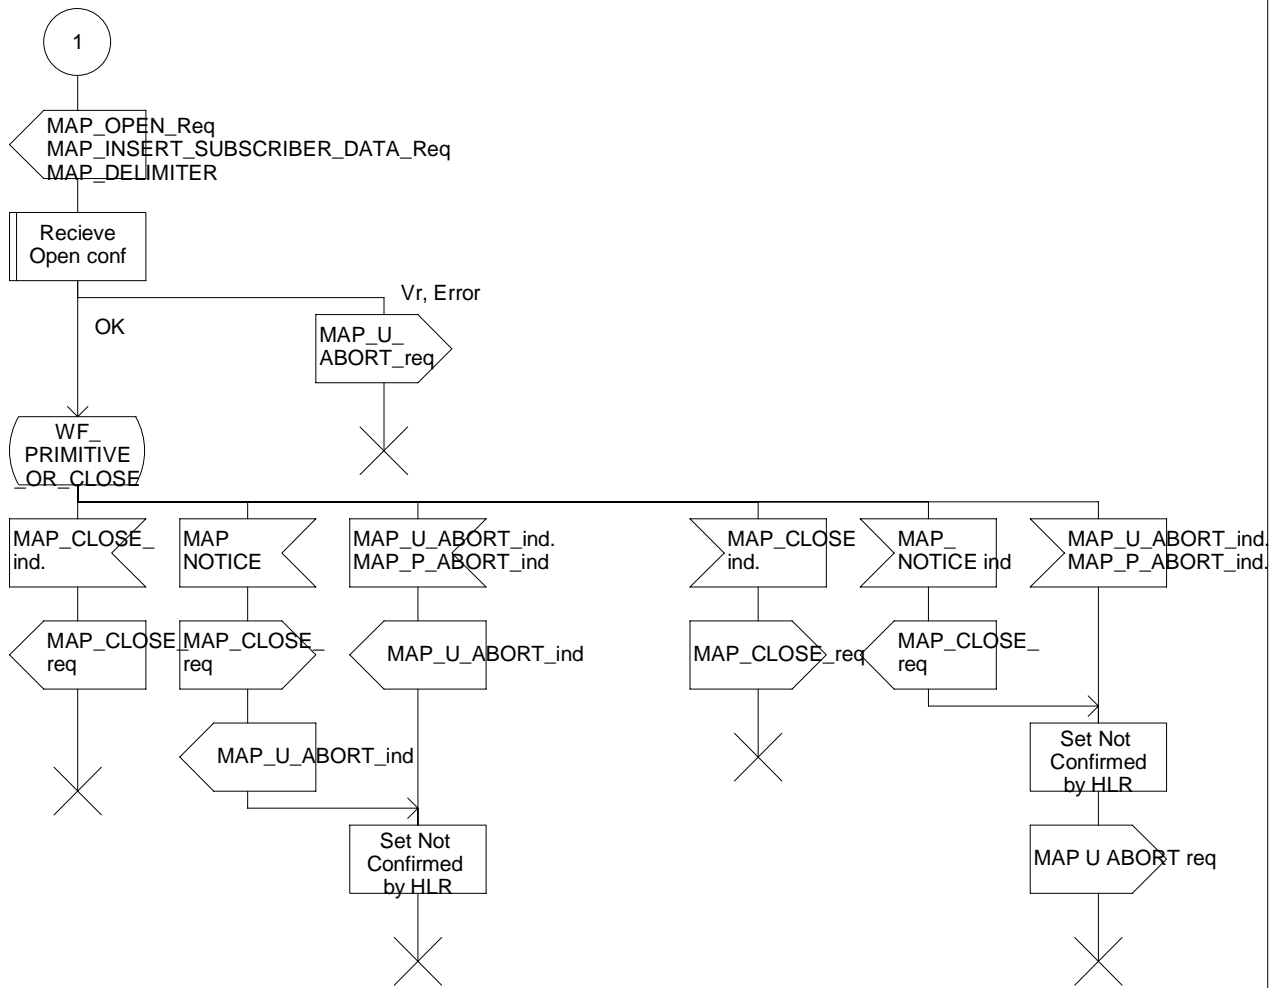 1
MAP_OPEN_Req
MAP_INSERT_SUBSCRIBER_DATA_Req
MAP_DELIMITER
Recieve
Open conf
Vr, Error
OK
MAP_U_
ABORT_req
WF_
PRIMITIVE
_OR_CLOSE
MAP_CLOSE_
ind.
MAP
NOTICE
MAP_U_ABORT_ind.
MAP_P_ABORT_ind
MAP_CLOSE
ind.
MAP_
NOTICE ind
MAP_U_ABORT_ind.
MAP_P_ABORT_ind.
MAP_CLOSE_
req
MAP_CLOSE_
req
MAP_U_ABORT_ind
MAP_CLOSE_req
MAP_CLOSE_
req
MAP_U_ABORT_ind
Set Not
Confirmed
by HLR
Set Not
Confirmed
by HLR
MAP U ABORT req